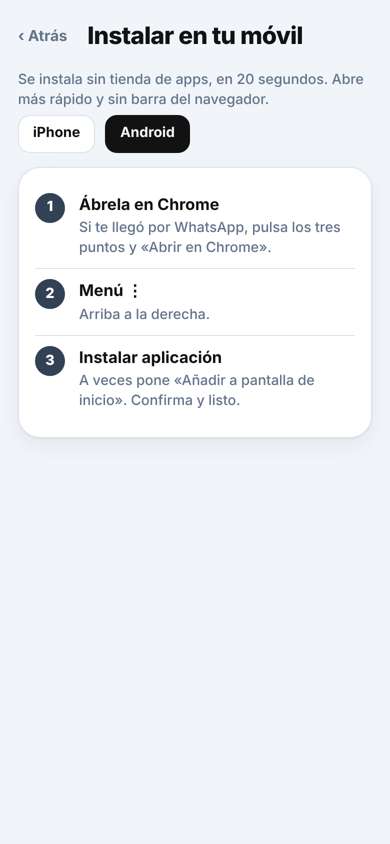 ‹ Atrás Instalar en tu móvil
Se instala sin tienda de apps, en 20 segundos. Abre
más rápido y sin barra del navegador.
iPhone Android
1 Ábrela en Chrome
Si te llegó por WhatsApp, pulsa los tres
puntos y «Abrir en Chrome».
2 Menú ⋮
Arriba a la derecha.
3 Instalar aplicación
A veces pone «Añadir a pantalla de
inicio». Confirma y listo.